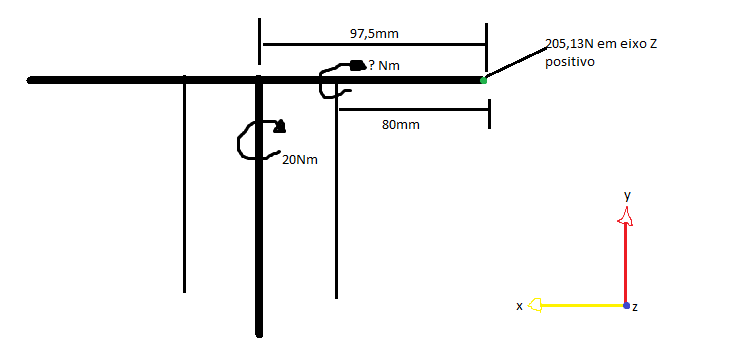 97,5mm
205,13N em eixo Z
positivo
? Nm
80mm
20Nm
y
x
z